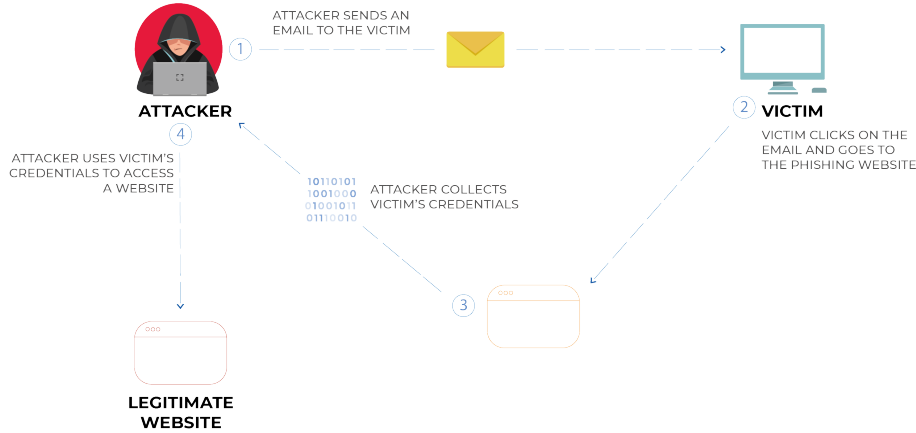 ATTACKER SENDS AN
EMAIL TO THE VICTIM
1
ATTACKER
2
VICTIM
VICTIM CLICKS ON THE
EMAIL AND GOES TO
THE PHISHING WEBSITE
4
ATTACKER USES VICTIM'S
CREDENTIALS TO ACCESS
A WEBSITE
10110101
1001000
01001011
01110010
ATTACKER COLLECTS
VICTIM'S CREDENTIALS
3
LEGITIMATE
WEBSITE